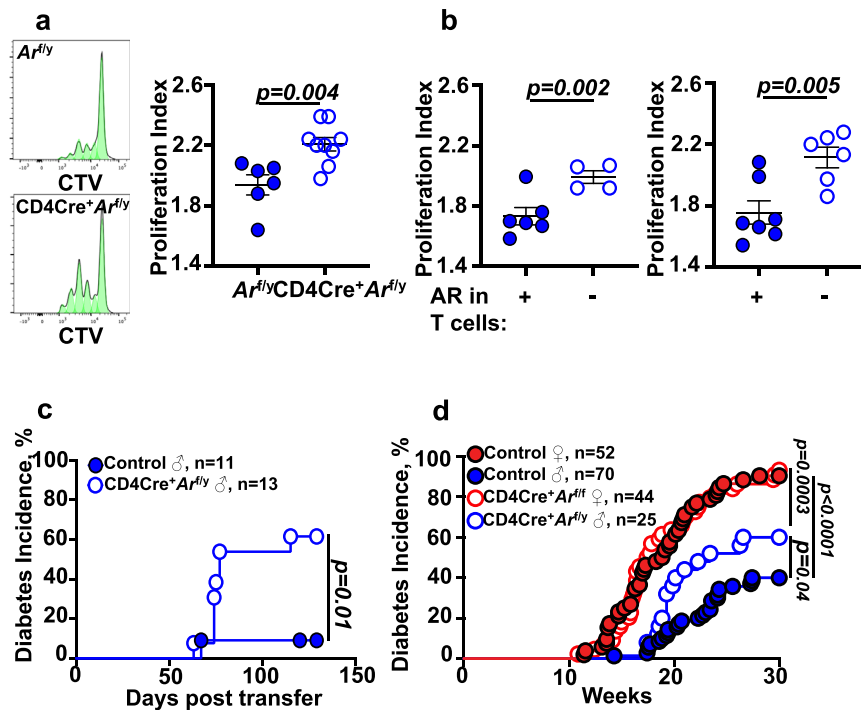 a
Ar^f/y
CTV
CD4Cre⁺Ar^f/y
CTV
Proliferation Index
2.6
2.2
1.8
1.4
p=0.004
Ar^f/y CD4Cre⁺Ar^f/y
b
Proliferation Index
2.6
2.2
1.8
1.4
p=0.002
+ -
AR in
T cells:
Proliferation Index
2.6
2.2
1.8
1.4
p=0.005
+ -
c
Diabetes Incidence, %
100
80
60
40
20
0
Control ♂, n=11
CD4Cre⁺Ar^f/y ♂, n=13
p=0.01
0 50 100 150
Days post transfer
d
Diabetes Incidence, %
100
80
60
40
20
0
Control ♀, n=52
Control ♂, n=70
CD4Cre⁺Ar^f/f ♀, n=44
CD4Cre⁺Ar^f/y ♂, n=25
p=0.0003
p<0.0001
p=0.04
0 10 20 30
Weeks